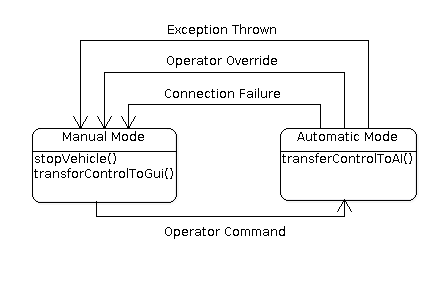 Exception Thrown
Operator Override
Connection Failure
Manual Mode
stopVehicle()
transforControlToGui()
Automatic Mode
transferControlToAI()
Operator Command